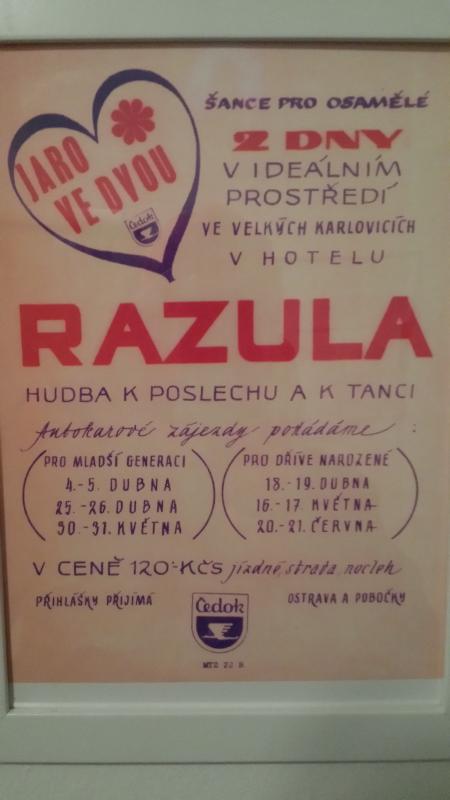 JARO
VE DVOU
Čedok
ŠANCE PRO OSAMĚLÉ
2 DNY
V IDEÁLNÍM
PROSTŘEDÍ
VE VELKÝCH KARLOVICÍCH
V HOTELU
RAZULA
HUDBA K POSLECHU A K TANCI
Autokarové zájezdy pořádáme :
PRO MLADŠÍ GENERACI
4.-5. DUBNA
25.-26. DUBNA
30.-31. KVĚTNA
PRO DŘÍVE NAROZENÉ
18.-19. DUBNA
16.-17. KVĚTNA
20.-21. ČERVNA
V CENĚ 120.-KčS jízdné, strava, nocleh
PŘIHLÁŠKY PŘIJÍMÁ
Čedok
OSTRAVA A POBOČKY
MTZ 22 B